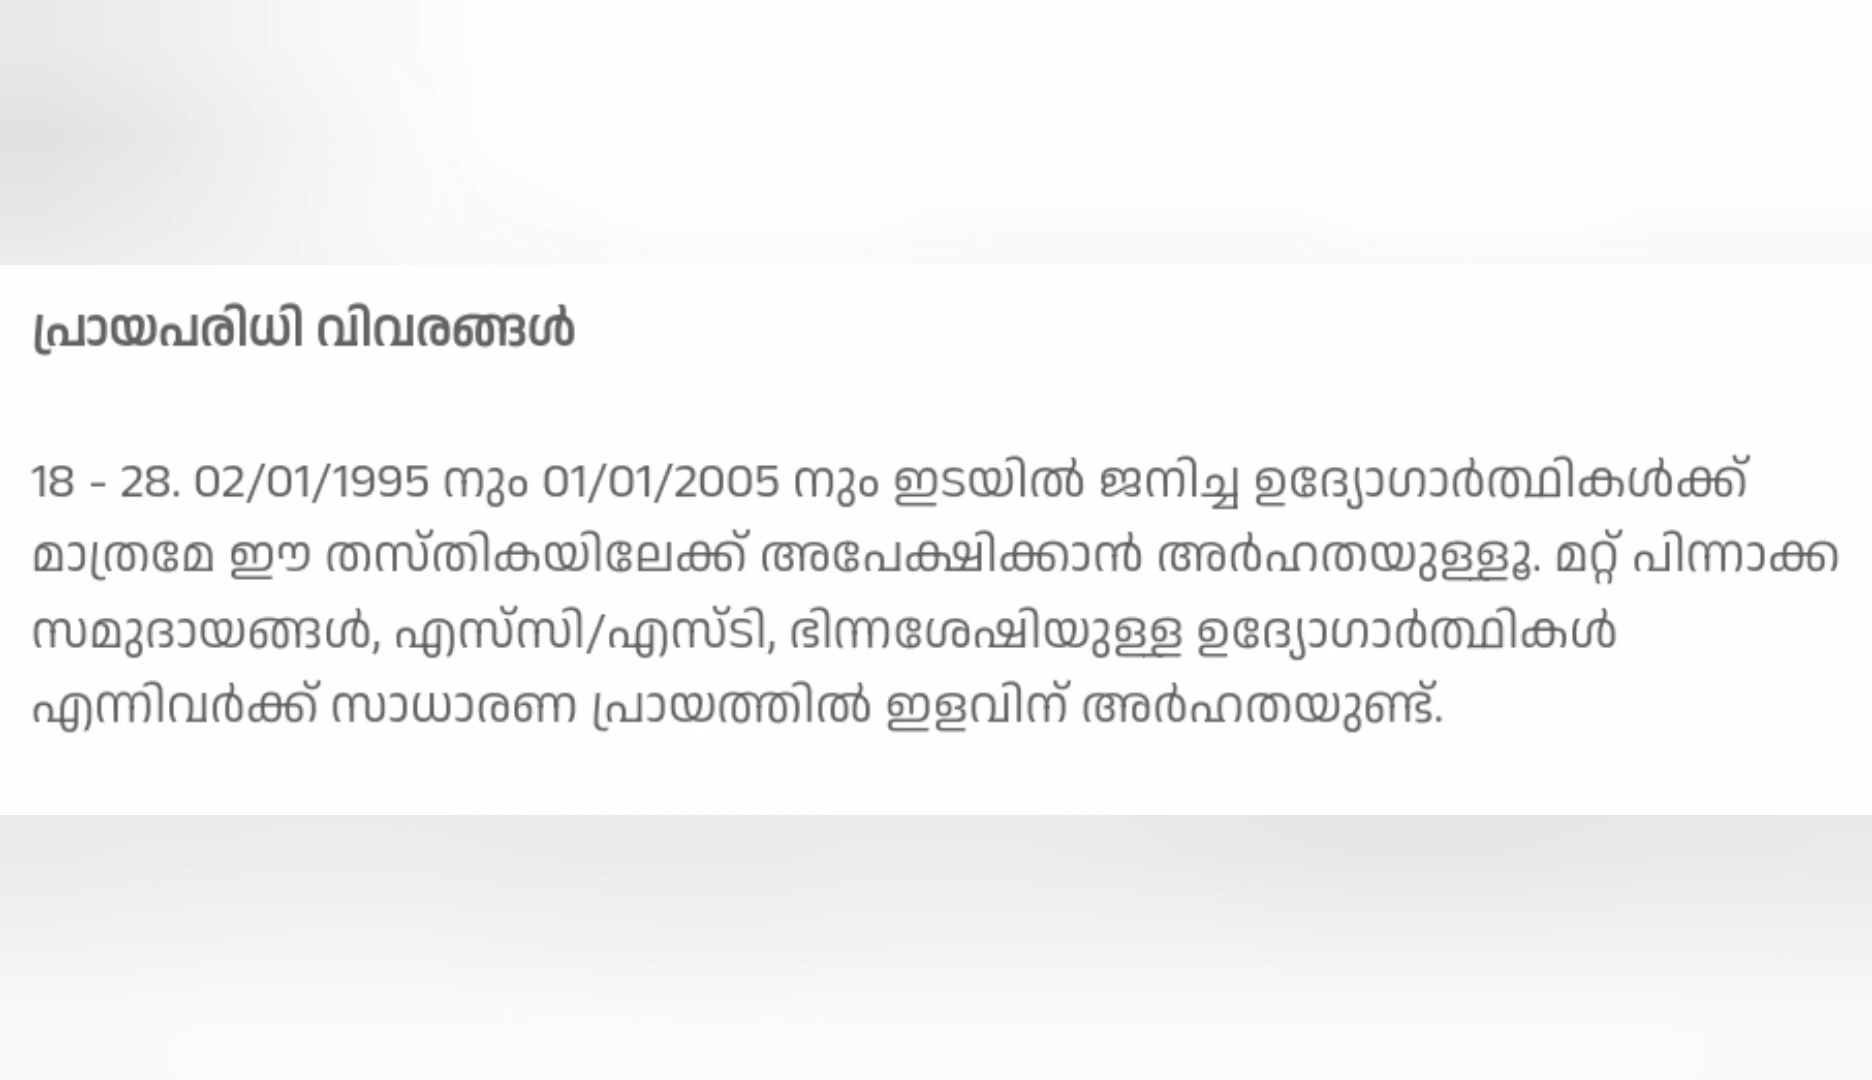 പ്രായപരിധി വിവരങ്ങൾ
18 - 28. 02/01/1995 നും 01/01/2005 നും ഇടയിൽ ജനിച്ച ഉദ്യോഗാർത്ഥികൾക്ക്
മാത്രമേ ഈ തസ്തികയിലേക്ക് അപേക്ഷിക്കാൻ അർഹതയുള്ളൂ. മറ്റ് പിന്നാക്ക
സമുദായങ്ങൾ, എസ്‌സി/എസ്ടി, ഭിന്നശേഷിയുള്ള ഉദ്യോഗാർത്ഥികൾ
എന്നിവർക്ക് സാധാരണ പ്രായത്തിൽ ഇളവിന് അർഹതയുണ്ട്.